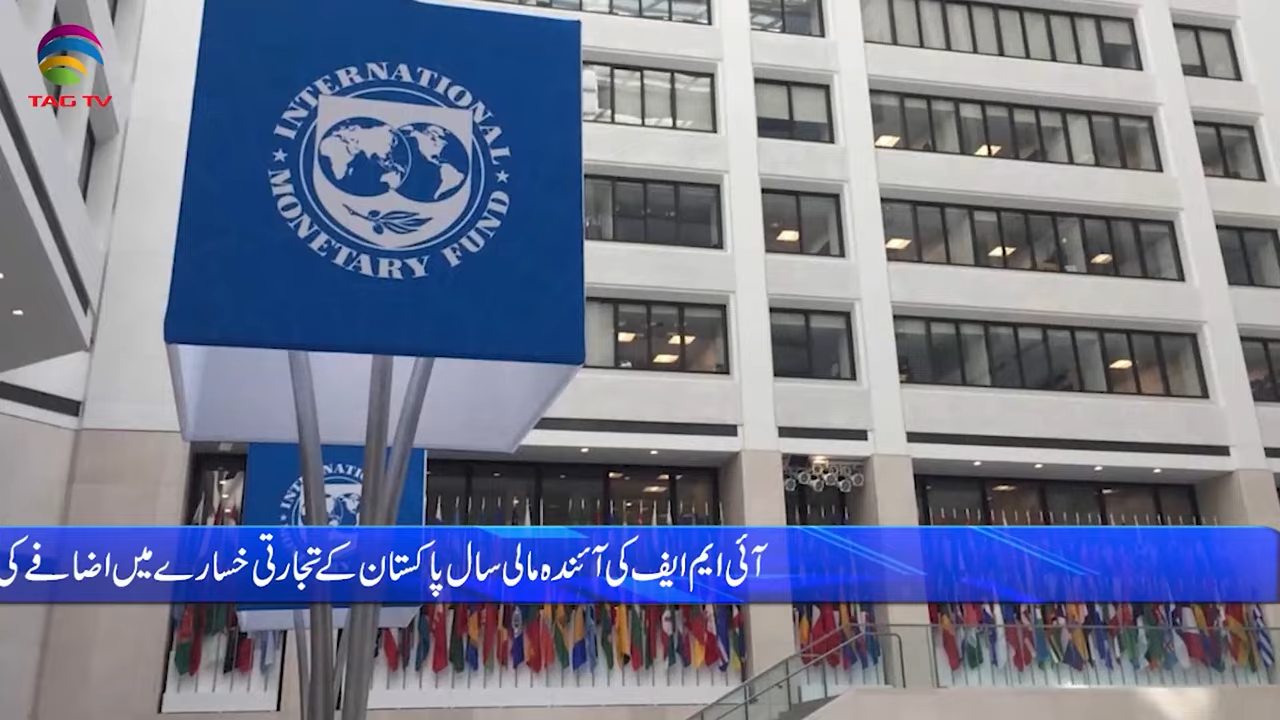 TAG TV
INTERNATIONAL
MONETARY FUND
INTERNATI
آئی ایم ایف کی آئندہ مالی سال پاکستان کے تجارتی خسارے میں اضافے کی